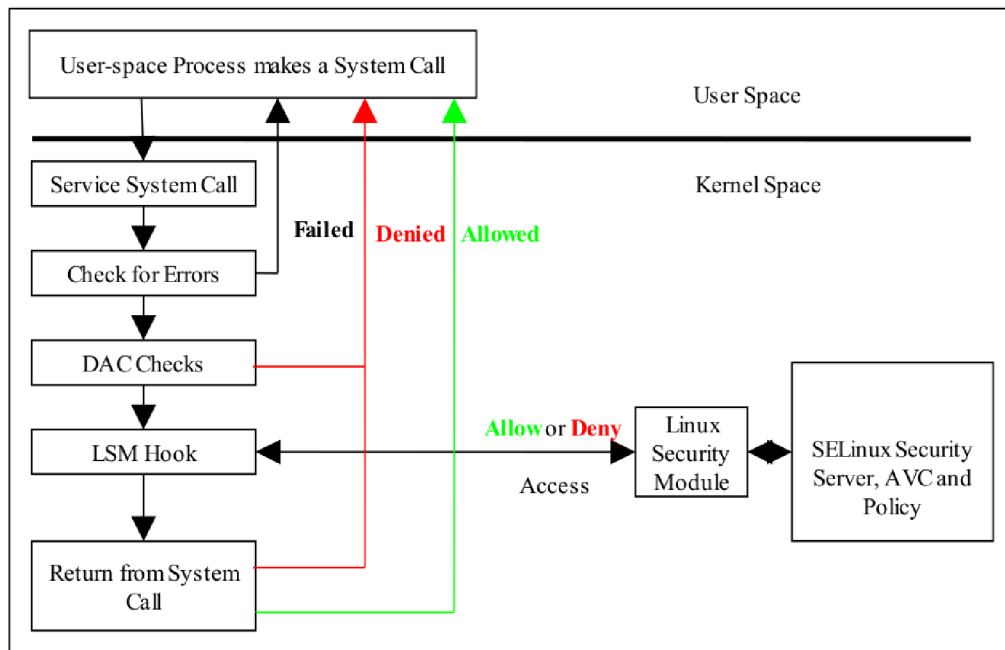 User-space Process makes a System Call
User Space
Service System Call
Kernel Space
Failed
Denied
Allowed
Check for Errors
DAC Checks
Allow or Deny
Linux
Security
Module
LSM Hook
SELinux Security
Server, AVC and
Policy
Access
Return from System
Call